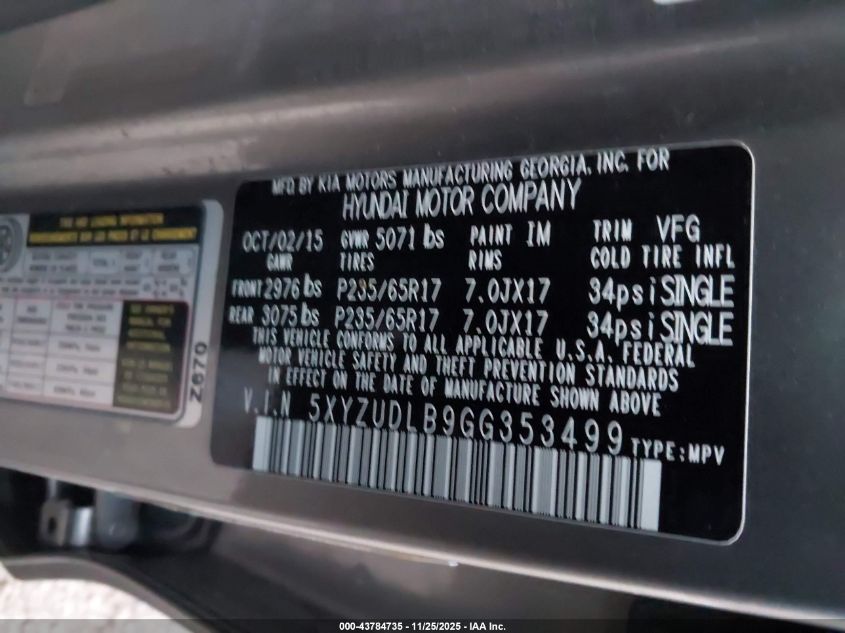 MFD BY KIA MOTORS MANUFACTURING GEORGIA, INC. FOR
HYUNDAI MOTOR COMPANY
OCT/02/15 GVWR 5071 lbs PAINT IM TRIM VFG
GAWR TIRES RIMS COLD TIRE INFL
FRONT 2976 lbs P235/65R17 7.0JX17 34psi SINGLE
REAR 3075 lbs P235/65R17 7.0JX17 34psi SINGLE
THIS VEHICLE CONFORMS TO ALL APPLICABLE U.S.A. FEDERAL
MOTOR VEHICLE SAFETY AND THEFT PREVENTION STANDARDS
IN EFFECT ON THE DATE OF MANUFACTURE SHOWN ABOVE
V.I.N 5XYZUDLB9GG353499 TYPE:MPV
TIRE AND LOADING INFORMATION
Z670
000-43784735 - 11/25/2025 - IAA Inc.